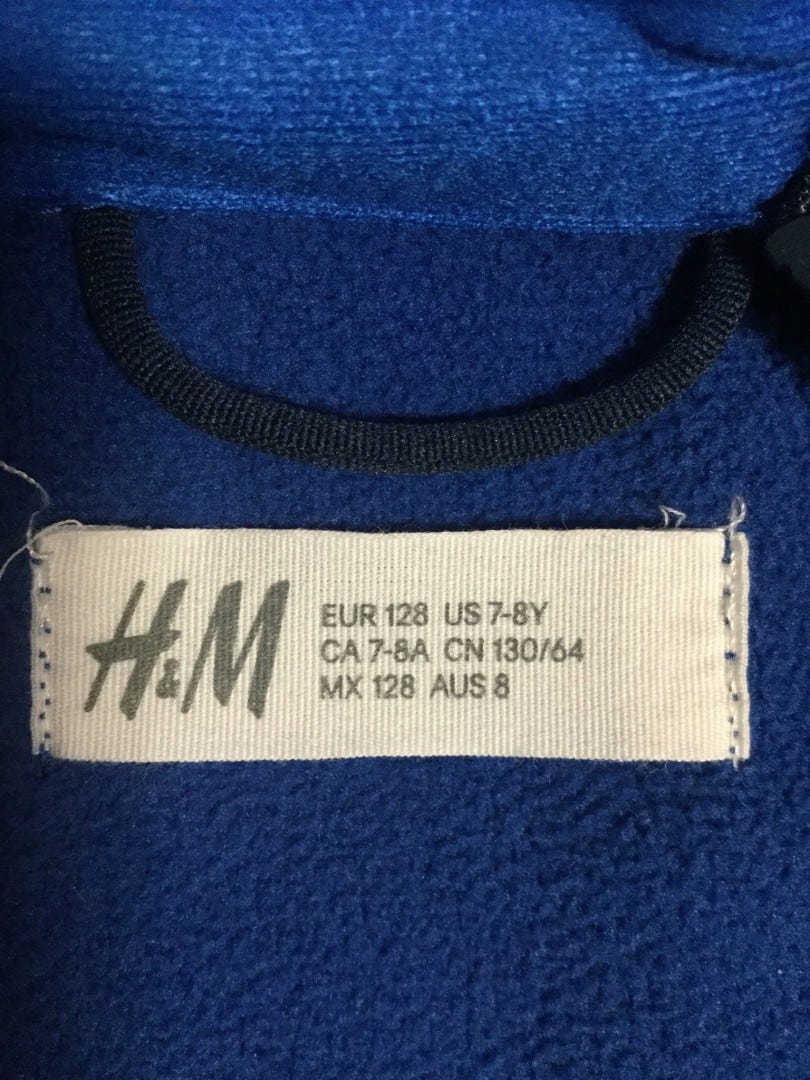 H&M
EUR 128 US 7-8Y
CA 7-8A CN 130/64
MX 128 AUS 8